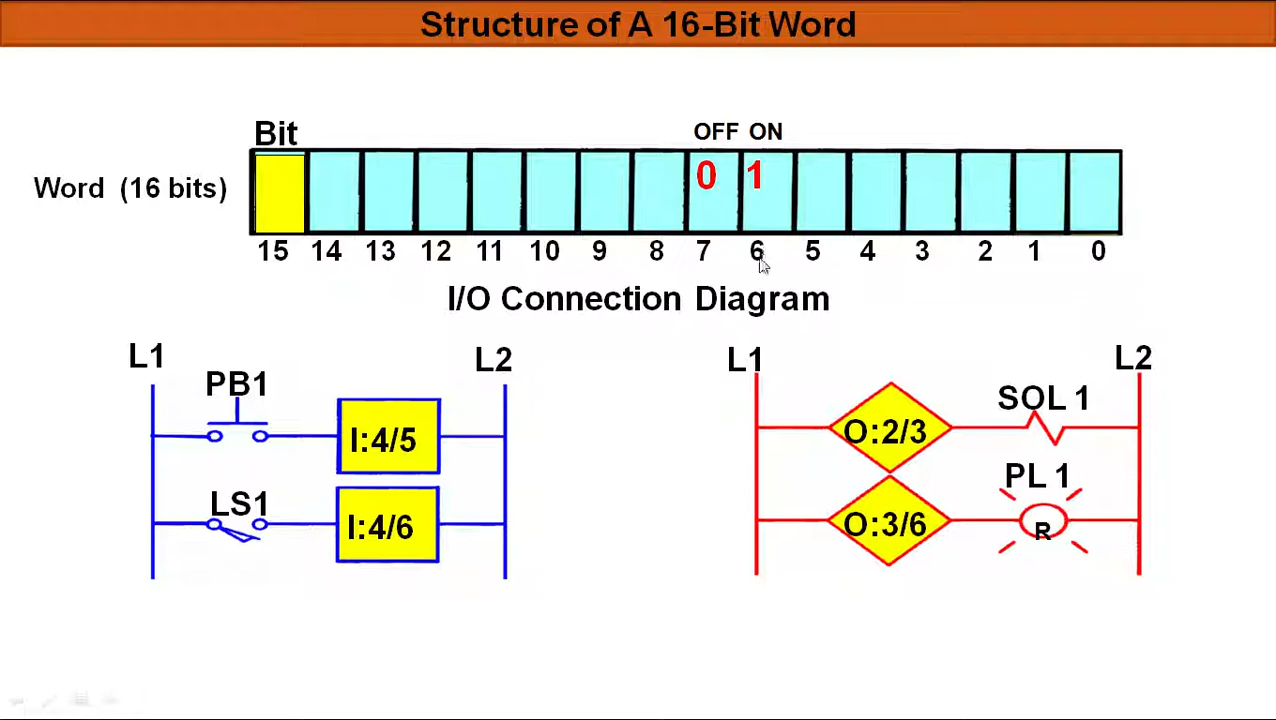 Structure of A 16-Bit Word
Bit
OFF ON
Word (16 bits)
0 1
15 14 13 12 11 10 9 8 7 6 5 4 3 2 1 0
I/O Connection Diagram
L1 L2
PB1
I:4/5
LS1
I:4/6
L1 L2
SOL 1
O:2/3
PL 1
O:3/6
R